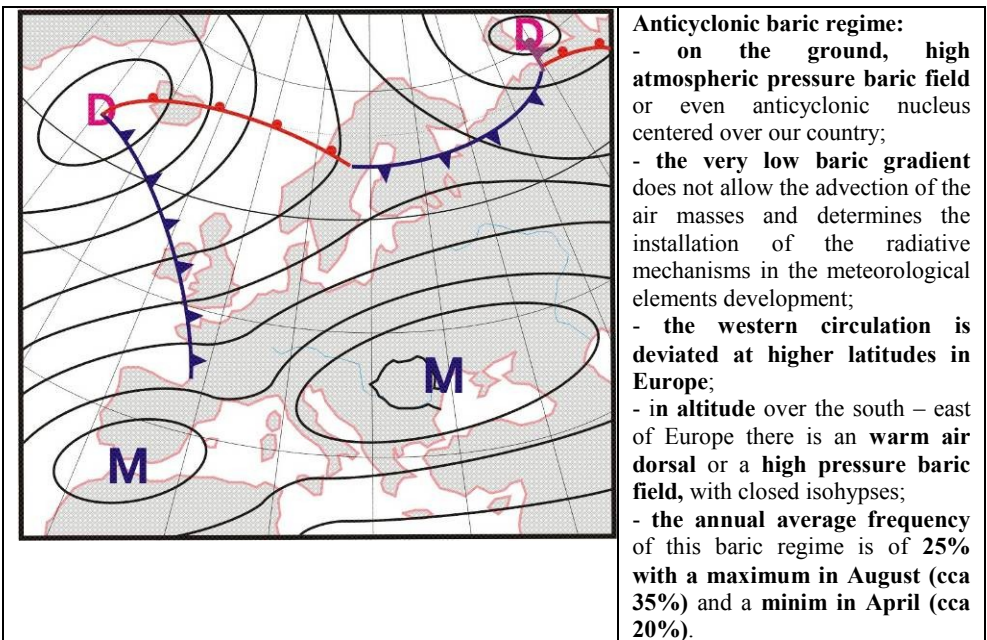 D
D
M
M
Anticyclonic baric regime:
- on the ground, high
atmospheric pressure baric field
or even anticyclonic nucleus
centered over our country;
- the very low baric gradient
does not allow the advection of the
air masses and determines the
installation of the radiative
mechanisms in the meteorological
elements development;
- the western circulation is
deviated at higher latitudes in
Europe;
- in altitude over the south – east
of Europe there is an warm air
dorsal or a high pressure baric
field, with closed isohypses;
- the annual average frequency
of this baric regime is of 25%
with a maximum in August (cca
35%) and a minim in April (cca
20%).